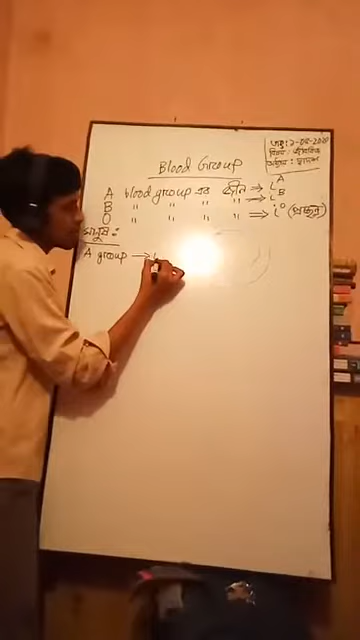 Blood Group
A blood group এর জীন → i^A
B " " " " → i^B
O " " " " → i^O (প্রচ্ছন্ন)
মানুষ :
A group →